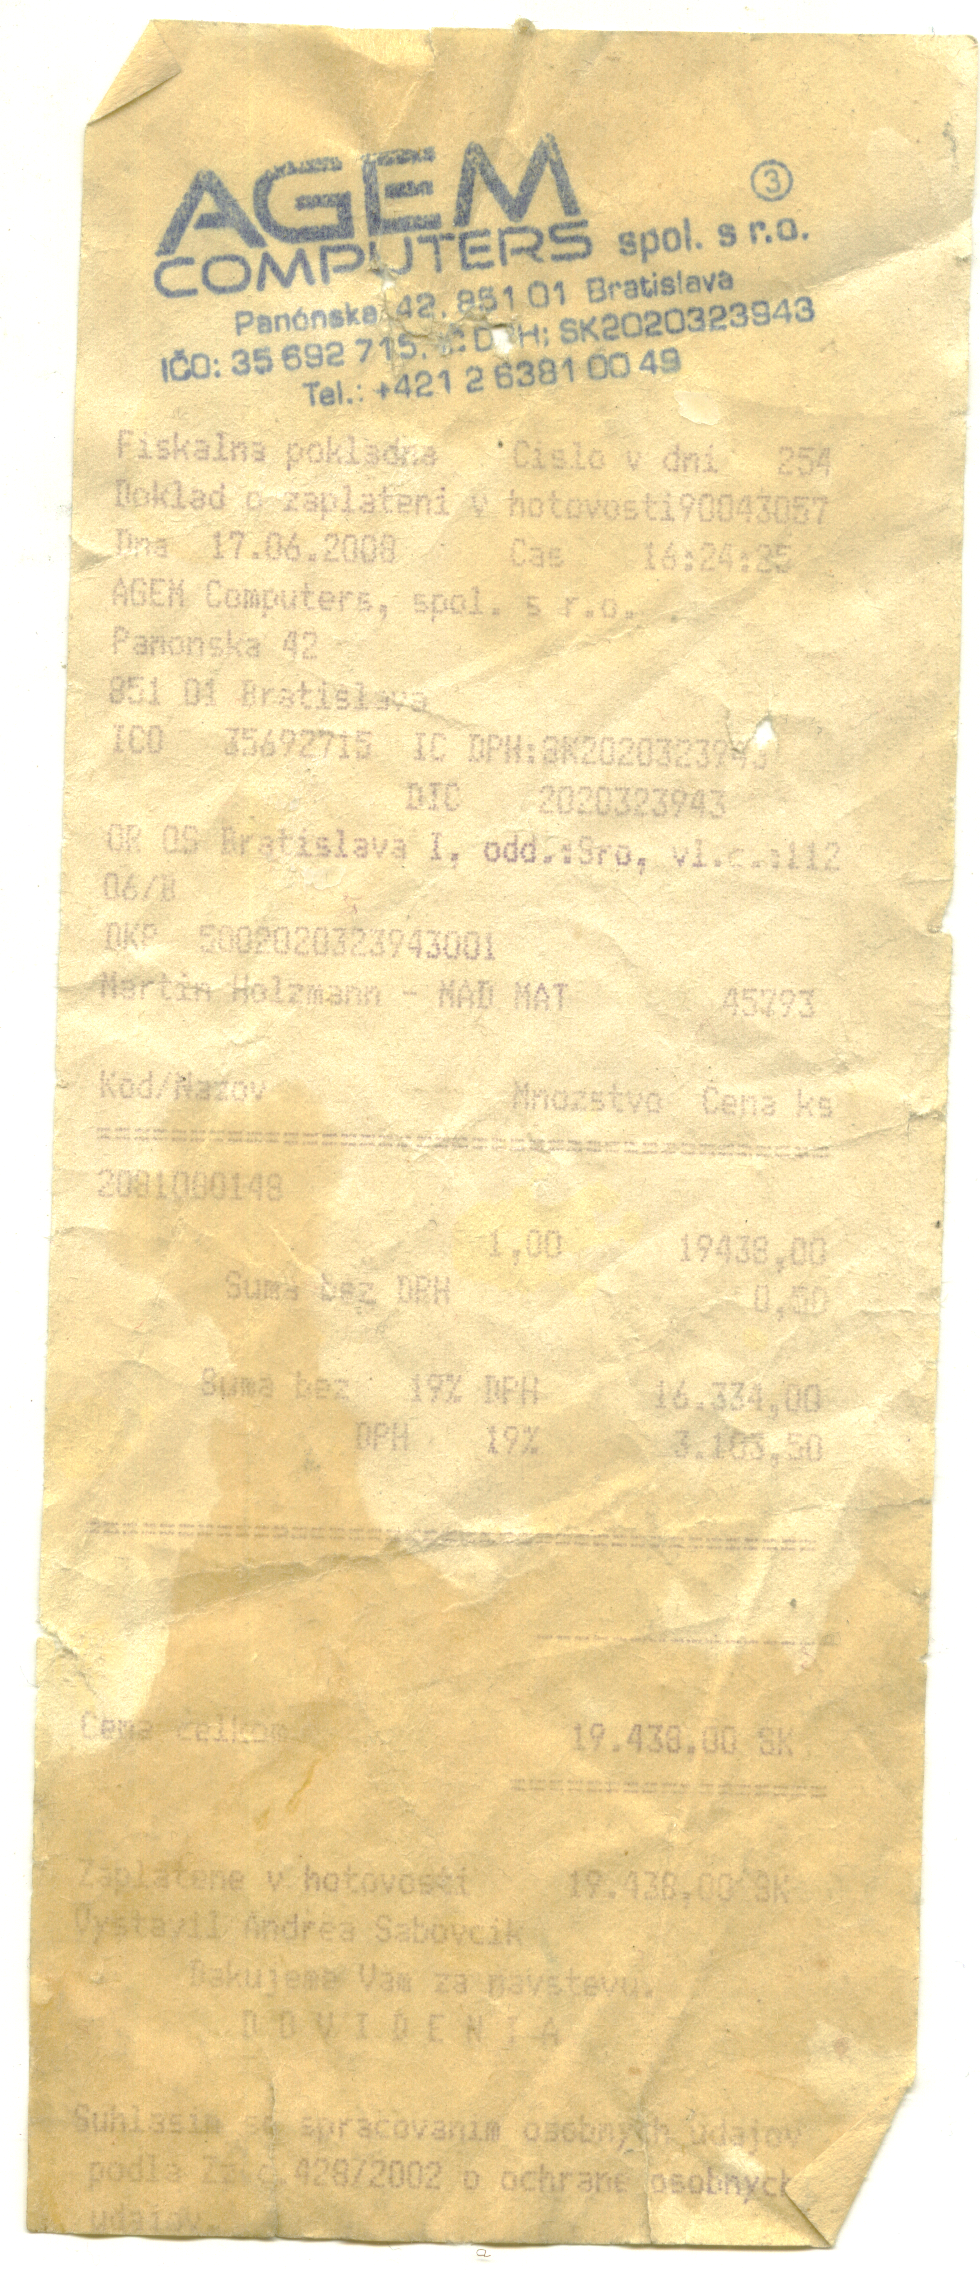 AGEM
③
COMPUTERS spol. s r.o.
Panónska 42, 851 01 Bratislava
IČO: 35 692 715, DPH: SK2020323943
Tel.: +421 2 6381 00 49
Fiskalna pokladna Cislo v dni 254
Doklad o zaplateni v hotovosti90043057
Dna 17.06.2008 Cas 16:24:25
AGEM Computers, spol. s r.o.
Panonska 42
851 01 Bratislava
ICO 35692715 IC DPH:SK2020323943
DIC 2020323943
OR OS Bratislava I, odd.:Sro, vl.c.:112
06/B
DKP 5002020323943001
Martin Holzmann - MAD MAT 45793
Kod/Nazov Mnozstvo Cena ks
2081000148
1,00 19438,00
Suma bez DPH 0,50
Suma bez 19% DPH 16.334,00
DPH 19% 3.103,50
Cena celkom 19.438,00 SK
Zaplatene v hotovosti 19.438,00 SK
Vystavil Andrea Sabovcik
Dakujeme Vam za navstevu.
D O V I D E N I A
Suhlasim so spracovanim osobnych udajov
podla Zz c.428/2002 o ochrane osobnych
udajov.